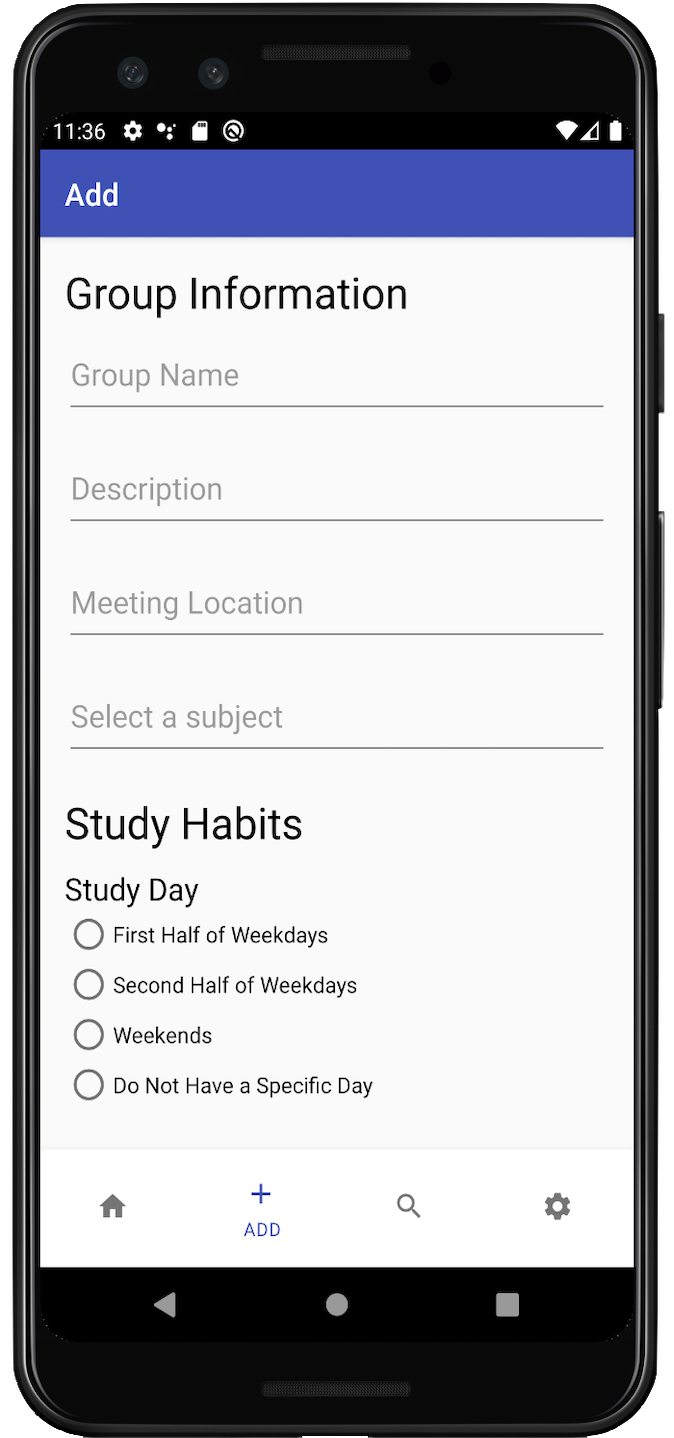 11:36
Add
Group Information
Group Name
Description
Meeting Location
Select a subject
Study Habits
Study Day
First Half of Weekdays
Second Half of Weekdays
Weekends
Do Not Have a Specific Day
ADD